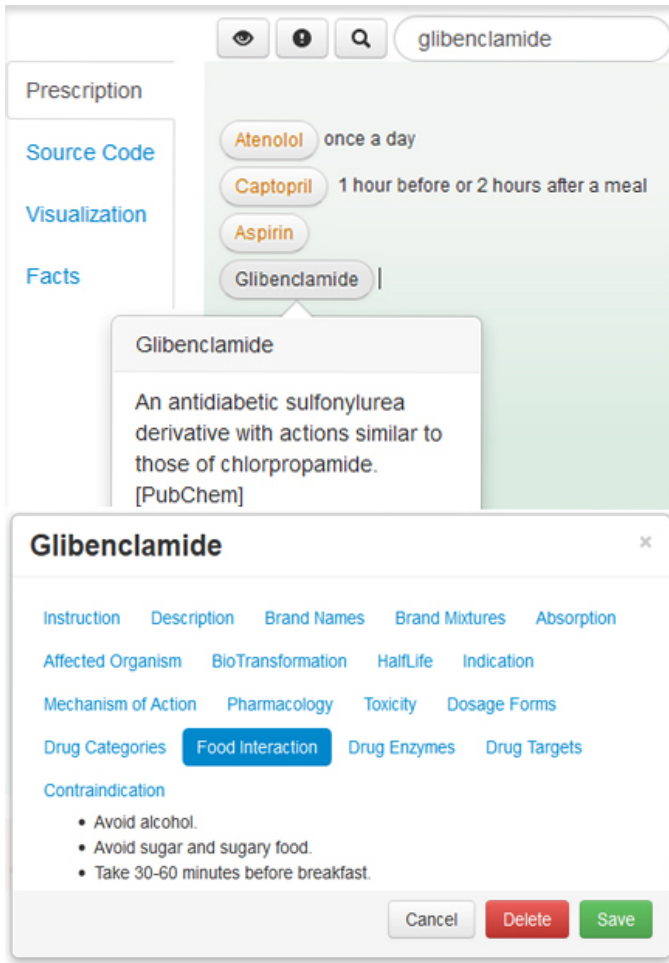 glibenclamide
Prescription
Source Code
Visualization
Facts
Atenolol once a day
Captopril 1 hour before or 2 hours after a meal
Aspirin
Glibenclamide
Glibenclamide
An antidiabetic sulfonylurea
derivative with actions similar to
those of chlorpropamide.
[PubChem]
Glibenclamide ×
Instruction Description Brand Names Brand Mixtures Absorption
Affected Organism BioTransformation HalfLife Indication
Mechanism of Action Pharmacology Toxicity Dosage Forms
Drug Categories Food Interaction Drug Enzymes Drug Targets
Contraindication
• Avoid alcohol.
• Avoid sugar and sugary food.
• Take 30-60 minutes before breakfast.
Cancel Delete Save